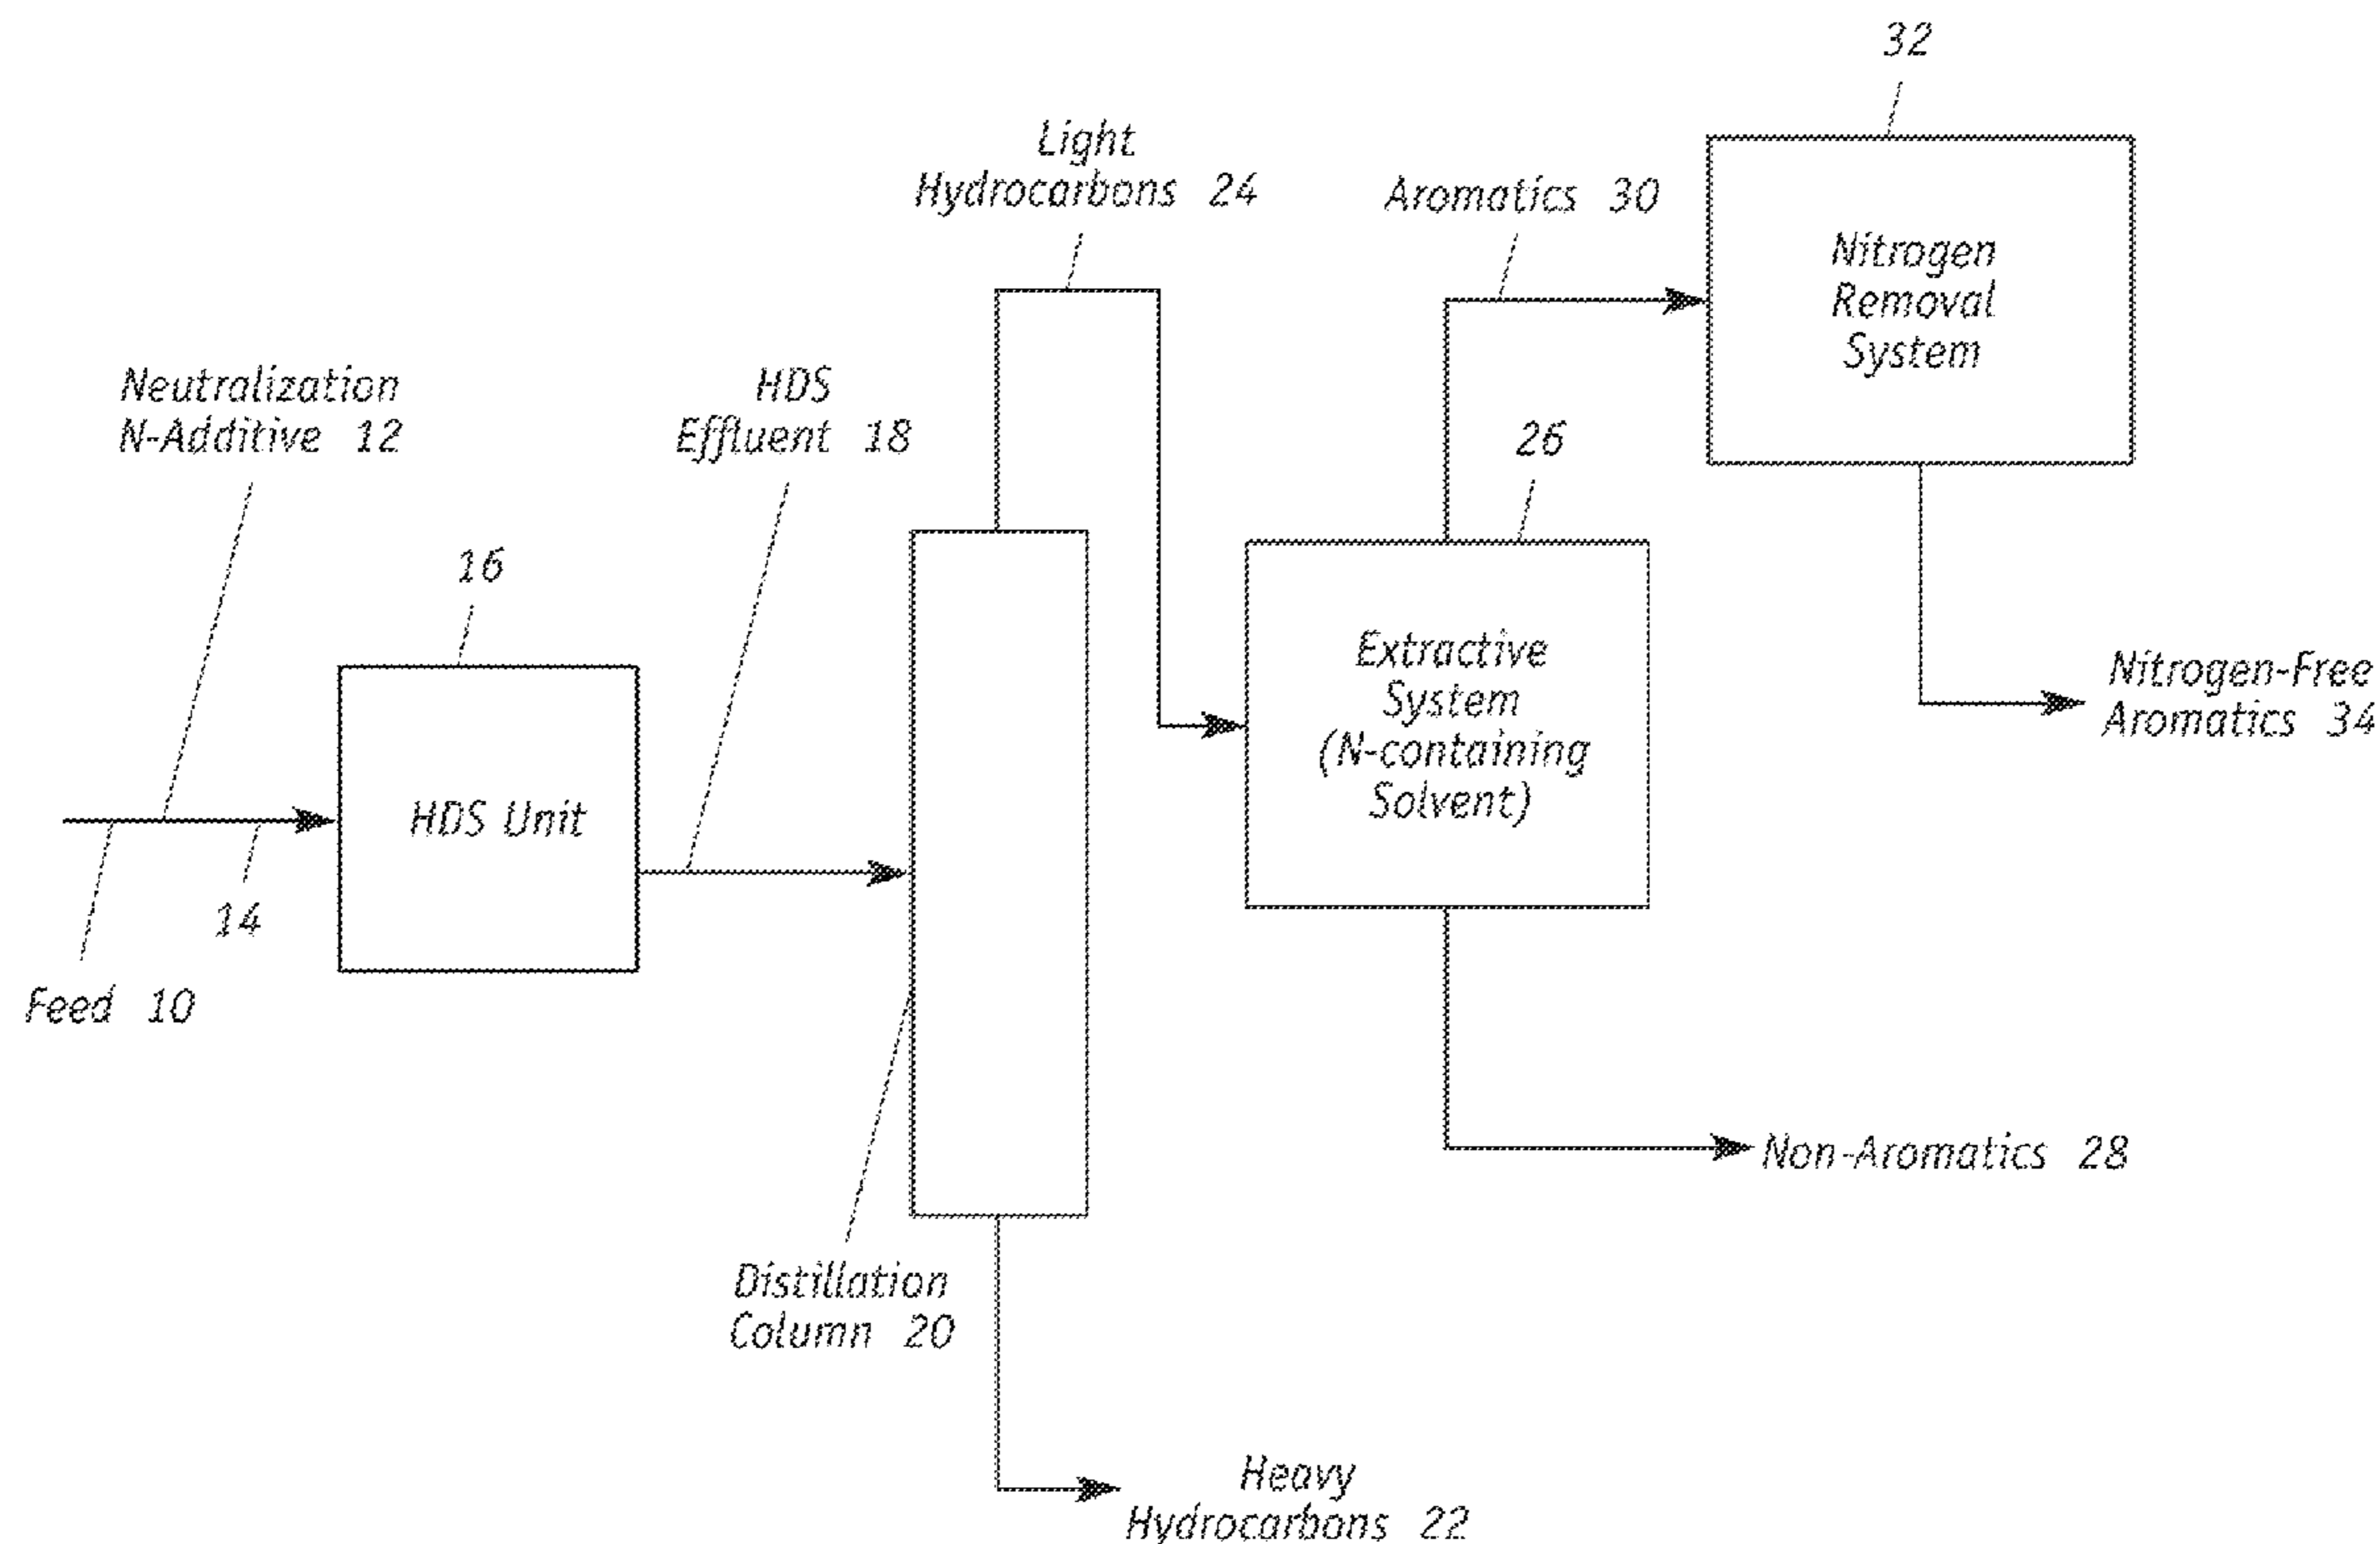 32
Light
Hydrocarbons 24
Aromatics 30
Nitrogen
Removal
System
Neutralization
N-Additive 12
HDS
Effluent 18
26
16
Extractive
System
(N-containing
Solvent)
Nitrogen-Free
Aromatics 34
HDS Unit
14
Feed 10
Non-Aromatics 28
Distillation
Column 20
Heavy
Hydrocarbons 22